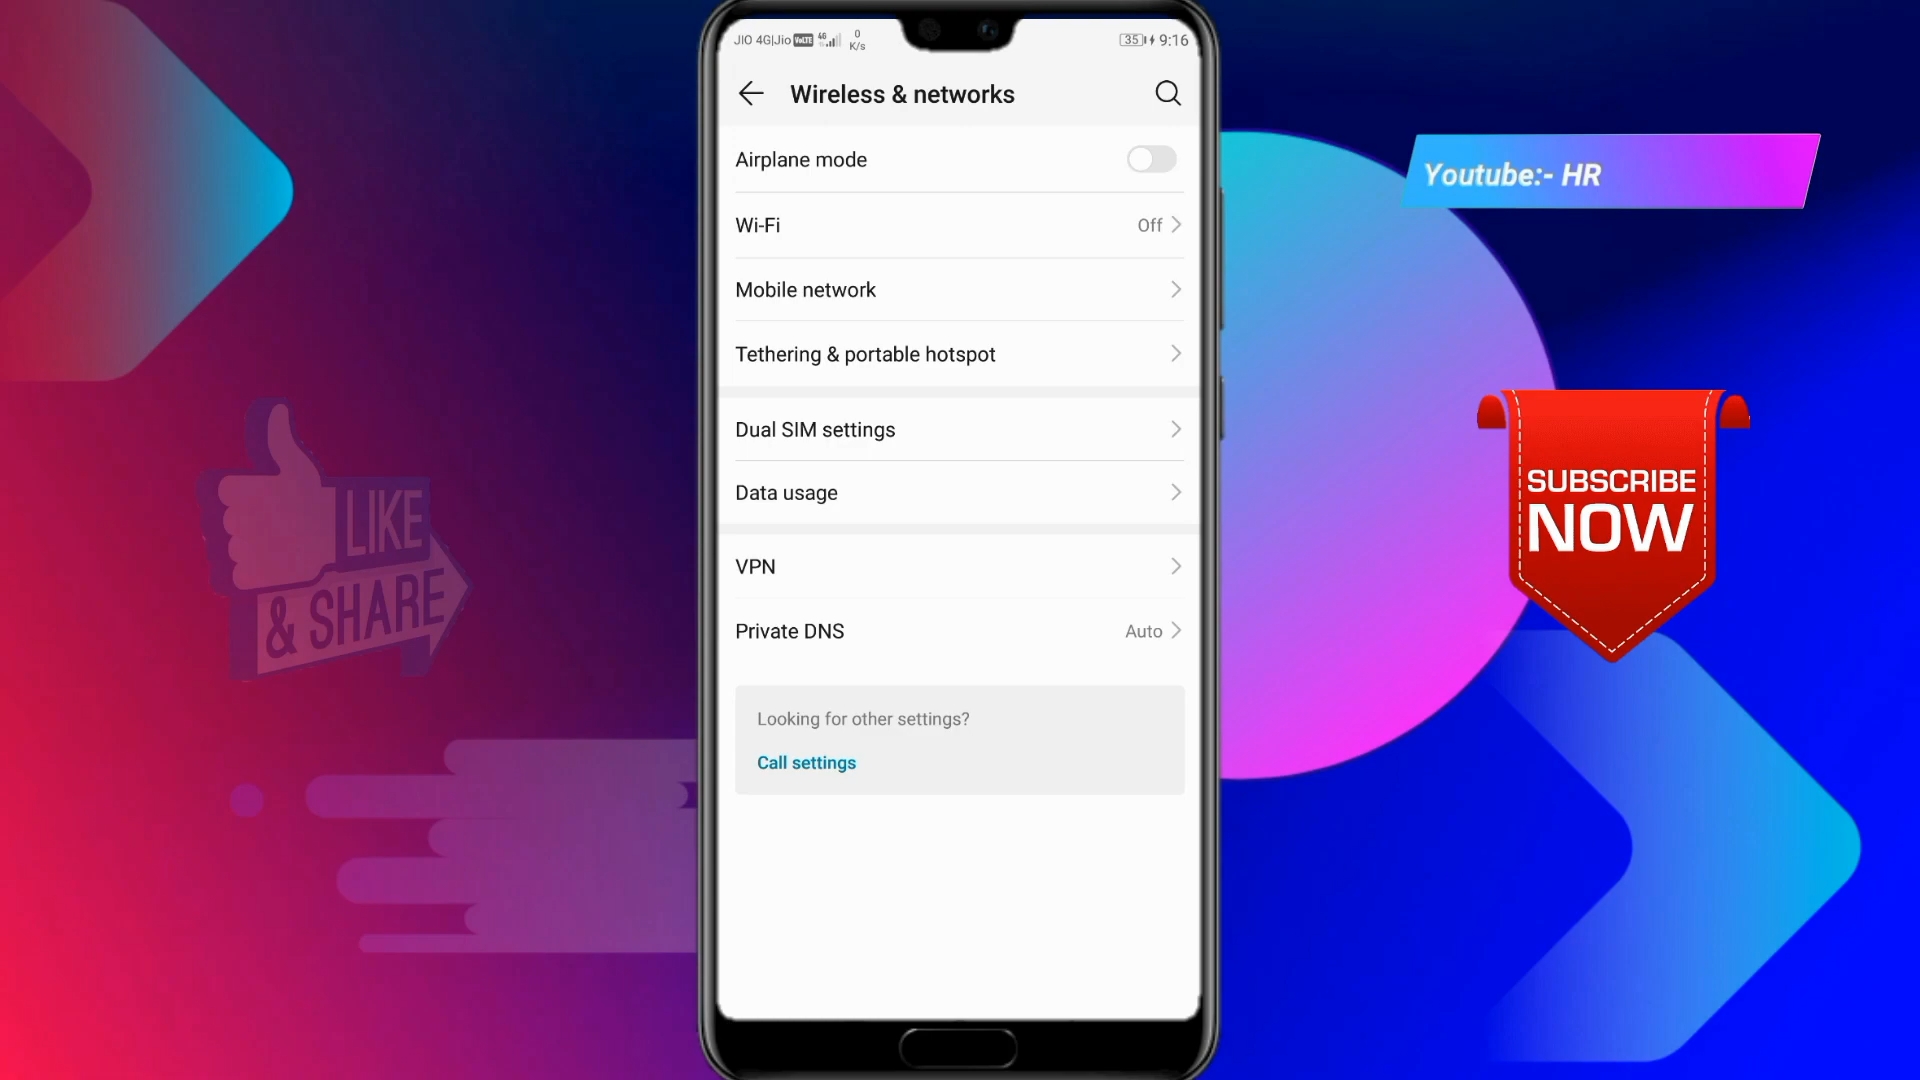 JIO 4G|Jio VoLTE 4G 0 K/s 35 9:16
Wireless & networks
Airplane mode
Wi-Fi Off
Mobile network
Tethering & portable hotspot
Dual SIM settings
Data usage
VPN
Private DNS Auto
Looking for other settings?
Call settings
LIKE
& SHARE
Youtube:- HR
SUBSCRIBE
NOW